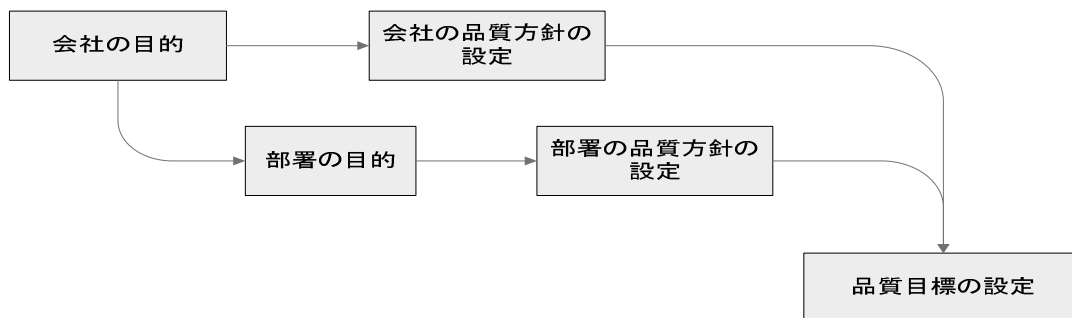 会社の目的
会社の品質方針の
設定
部署の目的
部署の品質方針の
設定
品質目標の設定